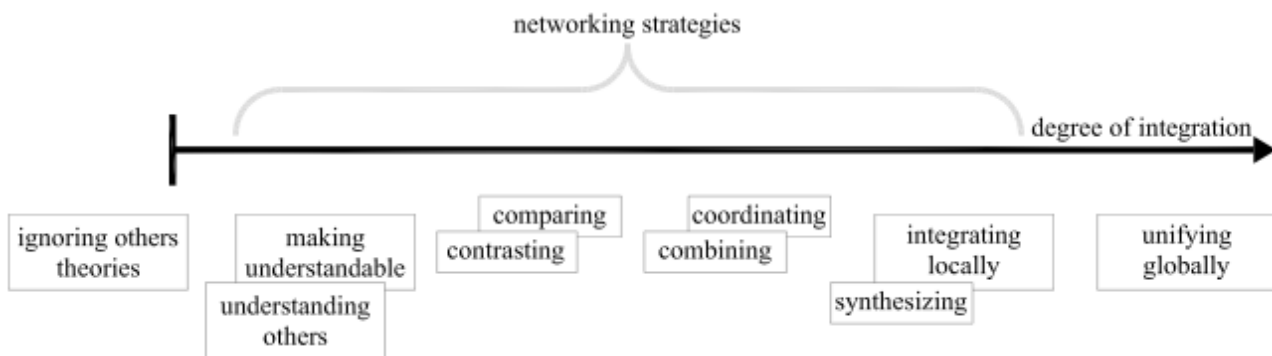 networking strategies
degree of integration
ignoring others
theories
making
understandable
understanding
others
comparing
contrasting
coordinating
combining
integrating
locally
synthesizing
unifying
globally